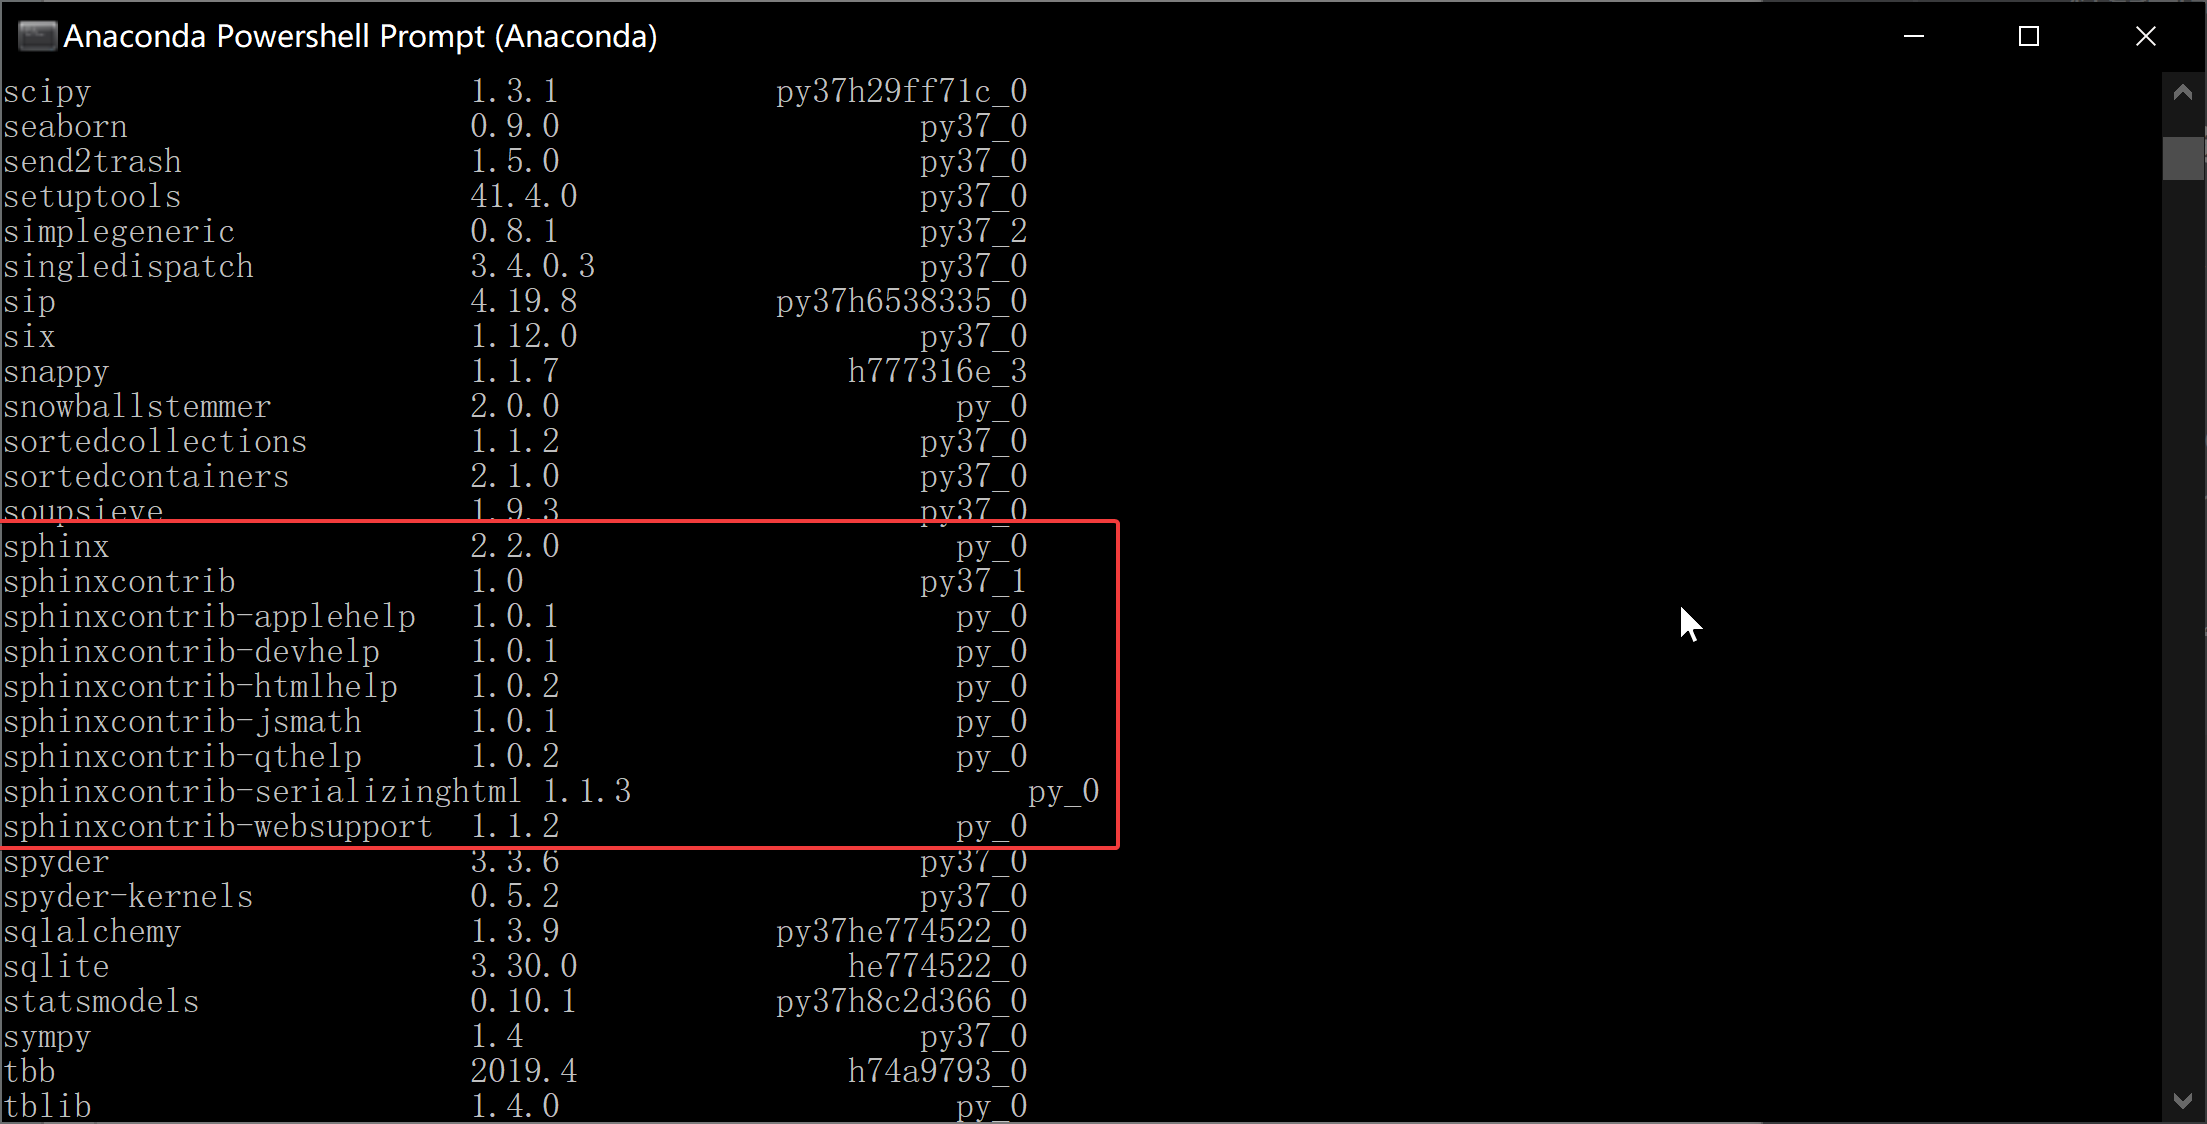 Anaconda Powershell Prompt (Anaconda)
scipy 1.3.1 py37h29ff71c_0
seaborn 0.9.0 py37_0
send2trash 1.5.0 py37_0
setuptools 41.4.0 py37_0
simplegeneric 0.8.1 py37_2
singledispatch 3.4.0.3 py37_0
sip 4.19.8 py37h6538335_0
six 1.12.0 py37_0
snappy 1.1.7 h777316e_3
snowballstemmer 2.0.0 py_0
sortedcollections 1.1.2 py37_0
sortedcontainers 2.1.0 py37_0
soupsieve 1.9.3 py37_0
sphinx 2.2.0 py_0
sphinxcontrib 1.0 py37_1
sphinxcontrib-applehelp 1.0.1 py_0
sphinxcontrib-devhelp 1.0.1 py_0
sphinxcontrib-htmlhelp 1.0.2 py_0
sphinxcontrib-jsmath 1.0.1 py_0
sphinxcontrib-qthelp 1.0.2 py_0
sphinxcontrib-serializinghtml 1.1.3 py_0
sphinxcontrib-websupport 1.1.2 py_0
spyder 3.3.6 py37_0
spyder-kernels 0.5.2 py37_0
sqlalchemy 1.3.9 py37he774522_0
sqlite 3.30.0 he774522_0
statsmodels 0.10.1 py37h8c2d366_0
sympy 1.4 py37_0
tbb 2019.4 h74a9793_0
tblib 1.4.0 py_0